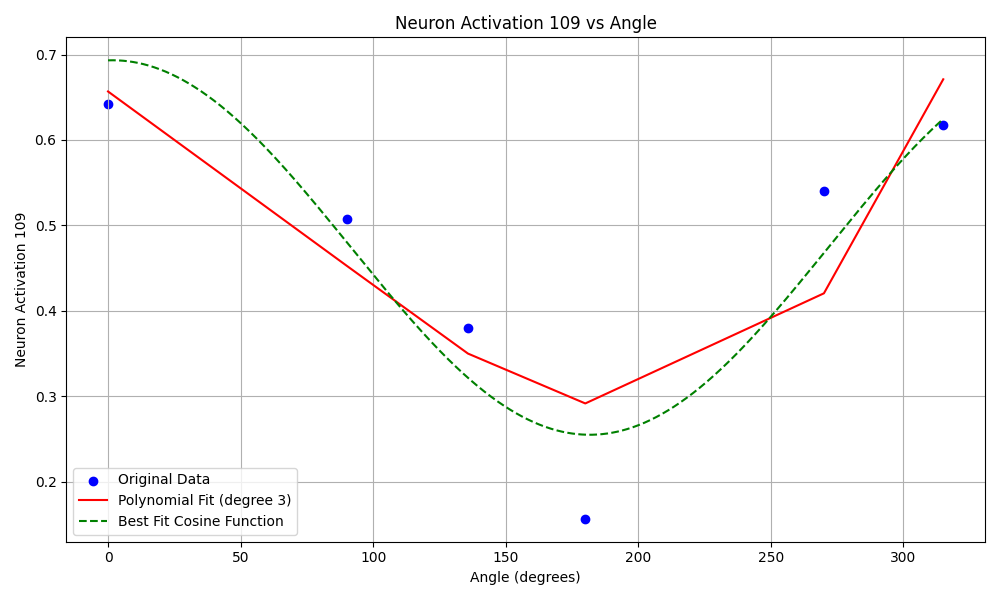 Neuron Activation 109 vs Angle
Neuron Activation 109
0.7
0.6
0.5
0.4
0.3
0.2
Original Data
Polynomial Fit (degree 3)
Best Fit Cosine Function
0 50 100 150 200 250 300
Angle (degrees)